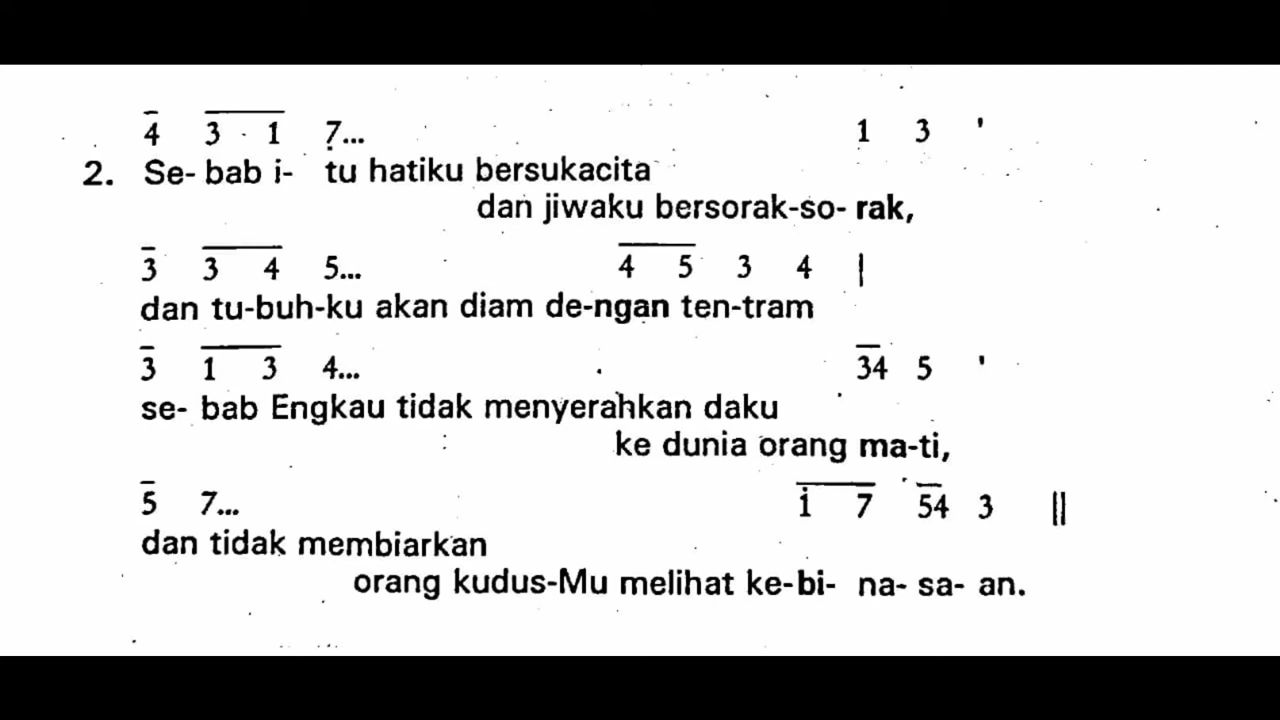 4 3 1 7... 1 3 '
2. Se- bab i- tu hatiku bersukacita
dan jiwaku bersorak-so- rak,
3 3 4 5... 4 5 3 4 |
dan tu-buh-ku akan diam de-ngan ten-tram
3 1 3 4... 34 5 '
se- bab Engkau tidak menyerahkan daku
ke dunia orang ma-ti,
5 7... i 7 54 3 ||
dan tidak membiarkan
orang kudus-Mu melihat ke-bi- na- sa- an.